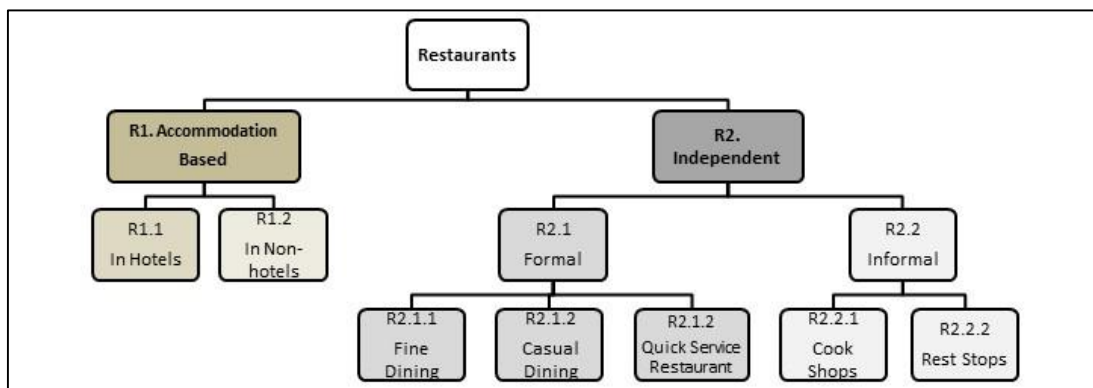 Restaurants
R1. Accommodation
Based
R2.
Independent
R1.1
In Hotels
R1.2
In Non-
hotels
R2.1
Formal
R2.2
Informal
R2.1.1
Fine
Dining
R2.1.2
Casual
Dining
R2.1.2
Quick Service
Restaurant
R2.2.1
Cook
Shops
R2.2.2
Rest Stops